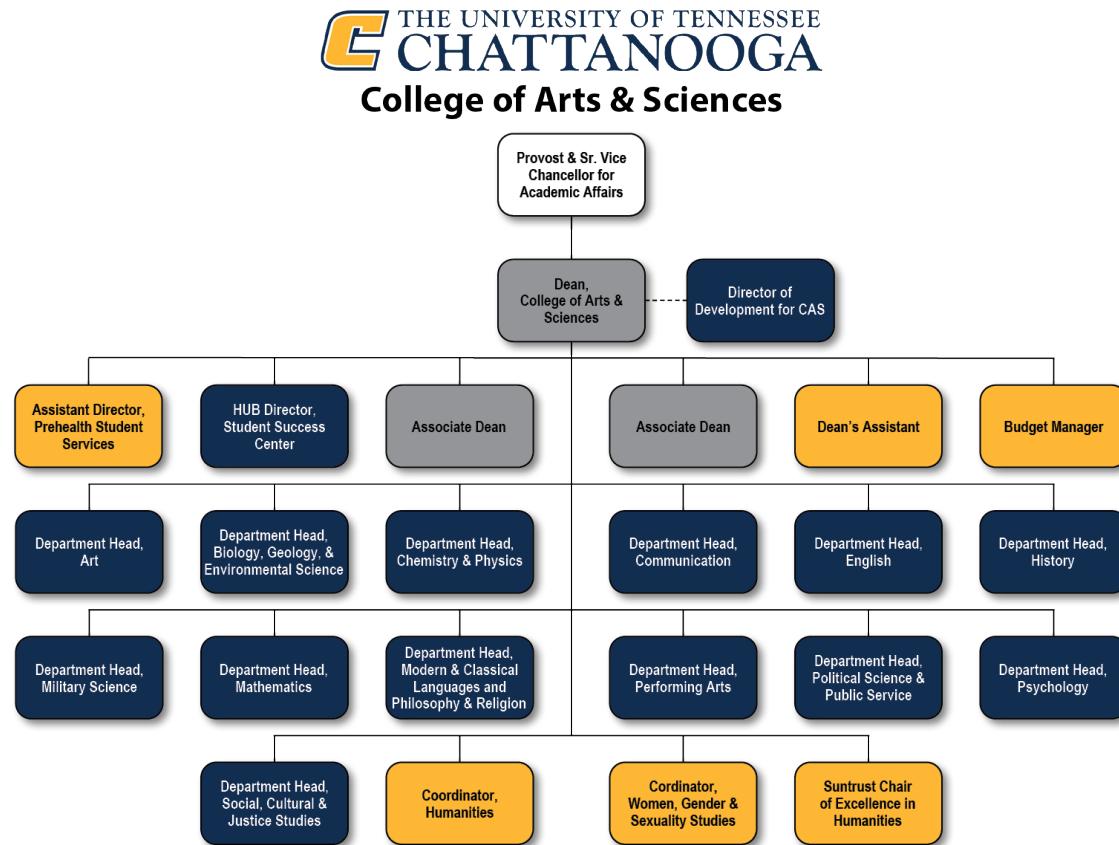 THE UNIVERSITY OF TENNESSEE
CHATTANOOGA
College of Arts & Sciences
Provost & Sr. Vice
Chancellor for
Academic Affairs
Dean,
College of Arts &
Sciences
Director of
Development for CAS
Assistant Director,
Prehealth Student
Services
HUB Director,
Student Success
Center
Associate Dean
Associate Dean
Dean's Assistant
Budget Manager
Department Head,
Art
Department Head,
Biology, Geology, &
Environmental Science
Department Head,
Chemistry & Physics
Department Head,
Communication
Department Head,
English
Department Head,
History
Department Head,
Military Science
Department Head,
Mathematics
Department Head,
Modern & Classical
Languages and
Philosophy & Religion
Department Head,
Performing Arts
Department Head,
Political Science &
Public Service
Department Head,
Psychology
Department Head,
Social, Cultural &
Justice Studies
Coordinator,
Humanities
Cordinator,
Women, Gender &
Sexuality Studies
Suntrust Chair
of Excellence in
Humanities